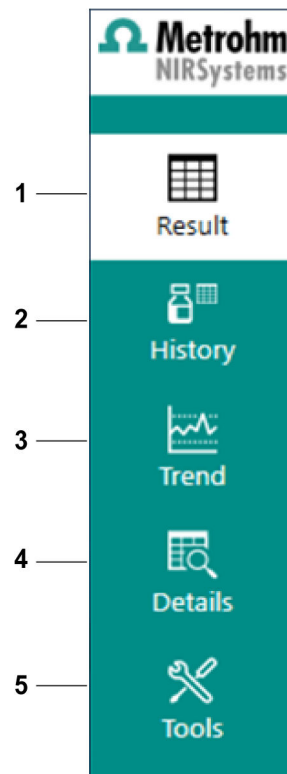 Metrohm
NIRSystems
1
Result
2
History
3
Trend
4
Details
5
Tools